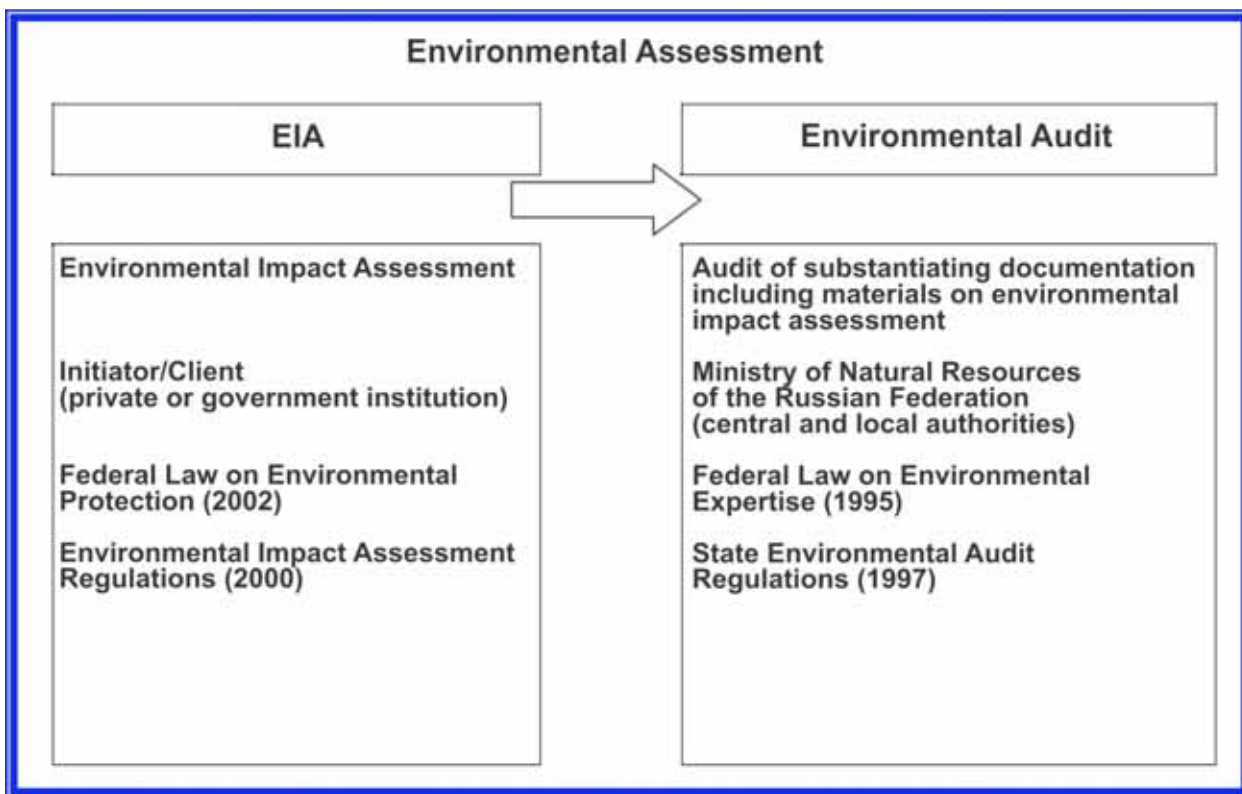 Environmental Assessment
EIA
Environmental Audit
Environmental Impact Assessment
Initiator/Client
(private or government institution)
Federal Law on Environmental
Protection (2002)
Environmental Impact Assessment
Regulations (2000)
Audit of substantiating documentation
including materials on environmental
impact assessment
Ministry of Natural Resources
of the Russian Federation
(central and local authorities)
Federal Law on Environmental
Expertise (1995)
State Environmental Audit
Regulations (1997)